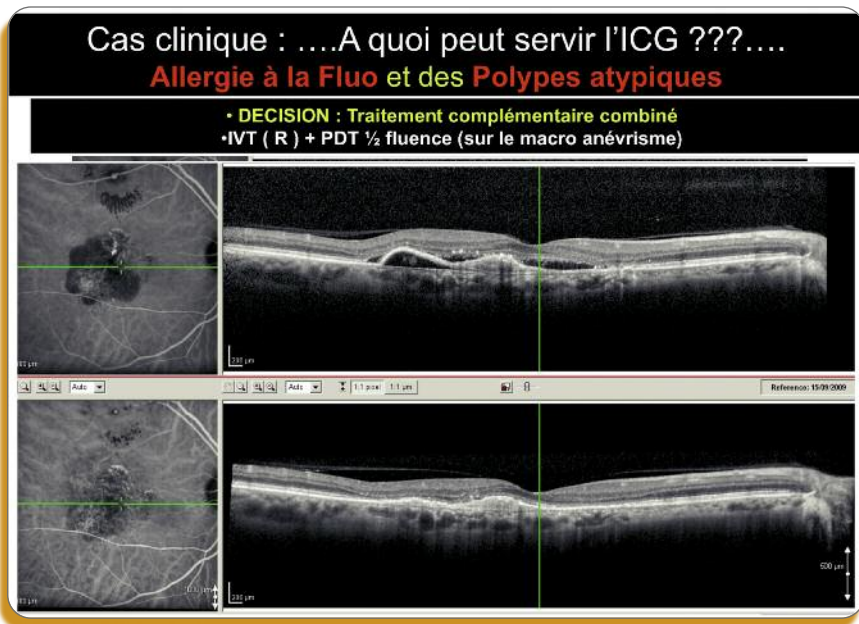 Cas clinique : ….A quoi peut servir l'ICG ???….
Allergie à la Fluo et des Polypes atypiques
• DECISION : Traitement complémentaire combiné
•IVT ( R ) + PDT ½ fluence (sur le macro anévrisme)
200 µm
Auto
Auto
1:1 pixel
1:1 µm
Reference: 15/09/2009
500 µm
200 µm